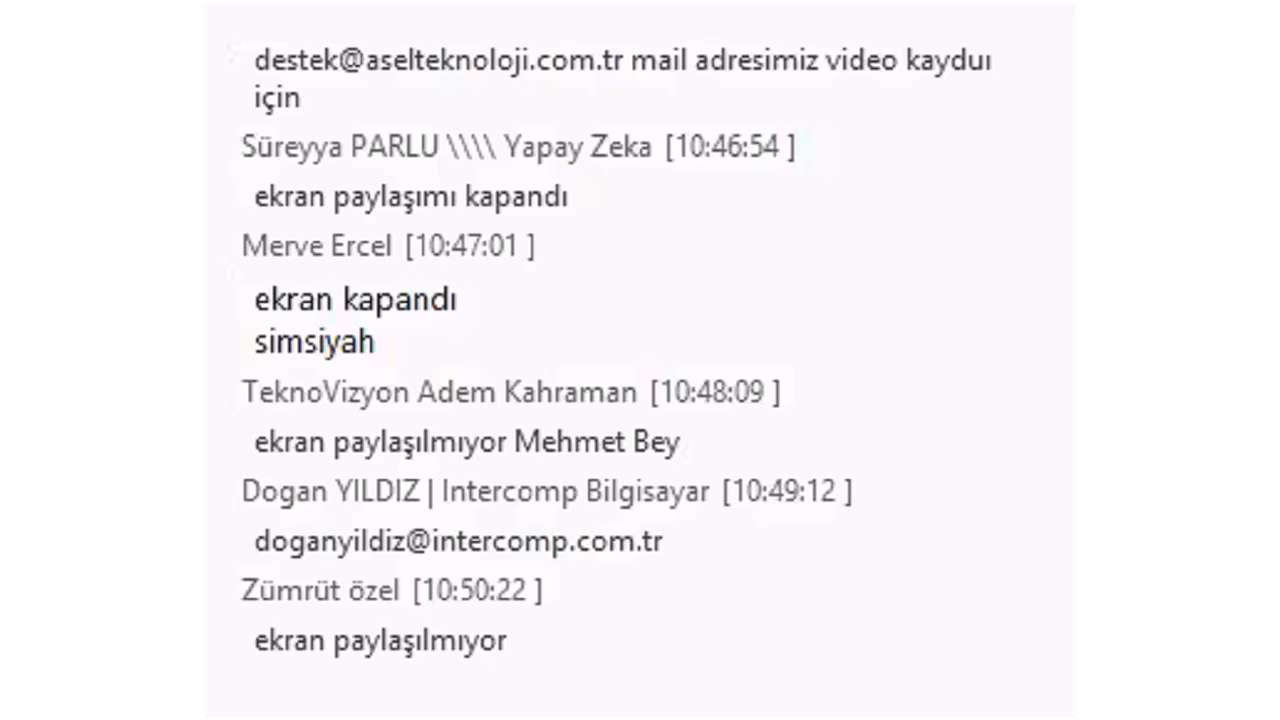 destek@aselteknoloji.com.tr mail adresimiz video kayduı
için
Süreyya PARLU \\\\ Yapay Zeka [10:46:54 ]
ekran paylaşımı kapandı
Merve Ercel [10:47:01 ]
ekran kapandı
simsiyah
TeknoVizyon Adem Kahraman [10:48:09 ]
ekran paylaşılmıyor Mehmet Bey
Dogan YILDIZ | Intercomp Bilgisayar [10:49:12 ]
doganyildiz@intercomp.com.tr
Zümrüt özel [10:50:22 ]
ekran paylaşılmıyor